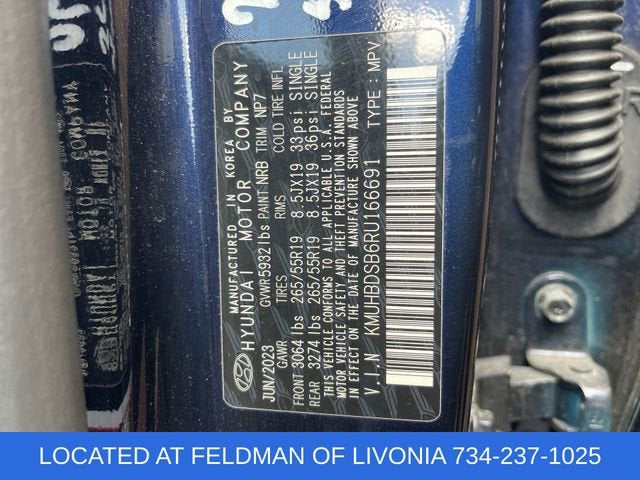 MANUFACTURED IN KOREA BY
HYUNDAI MOTOR COMPANY
JUN/2023 GVWR 5932 lbs PAINT NRB TRIM NP7
GAWR TIRES RIMS COLD TIRE INFL
FRONT 3064 lbs 265/55R19 8.5JX19 33psi SINGLE
REAR 3274 lbs 265/55R19 8.5JX19 36psi SINGLE
THIS VEHICLE CONFORMS TO ALL APPLICABLE U.S.A. FEDERAL
MOTOR VEHICLE SAFETY AND THEFT PREVENTION STANDARDS
IN EFFECT ON THE DATE OF MANUFACTURE SHOWN ABOVE
V.I.N KMUHBDSB6RU166691 TYPE : MPV
LOCATED AT FELDMAN OF LIVONIA 734-237-1025